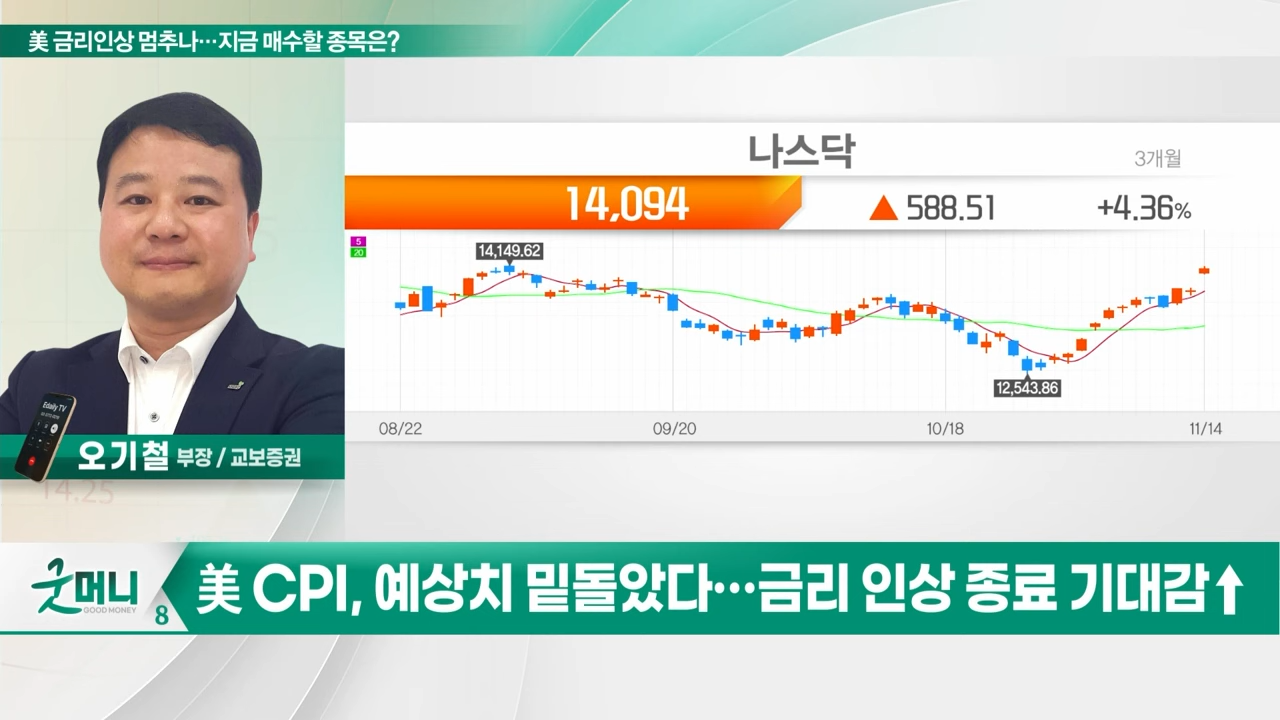 美 금리인상 멈추나…지금 매수할 종목은?
나스닥
3개월
14,094
▲ 588.51
+4.36%
5
20
14,149.62
12,543.86
08/22
09/20
10/18
11/14
Edaily TV
오기철 부장 / 교보증권
14.25
굿머니
GOOD MONEY
8
美 CPI, 예상치 밑돌았다…금리 인상 종료 기대감↑